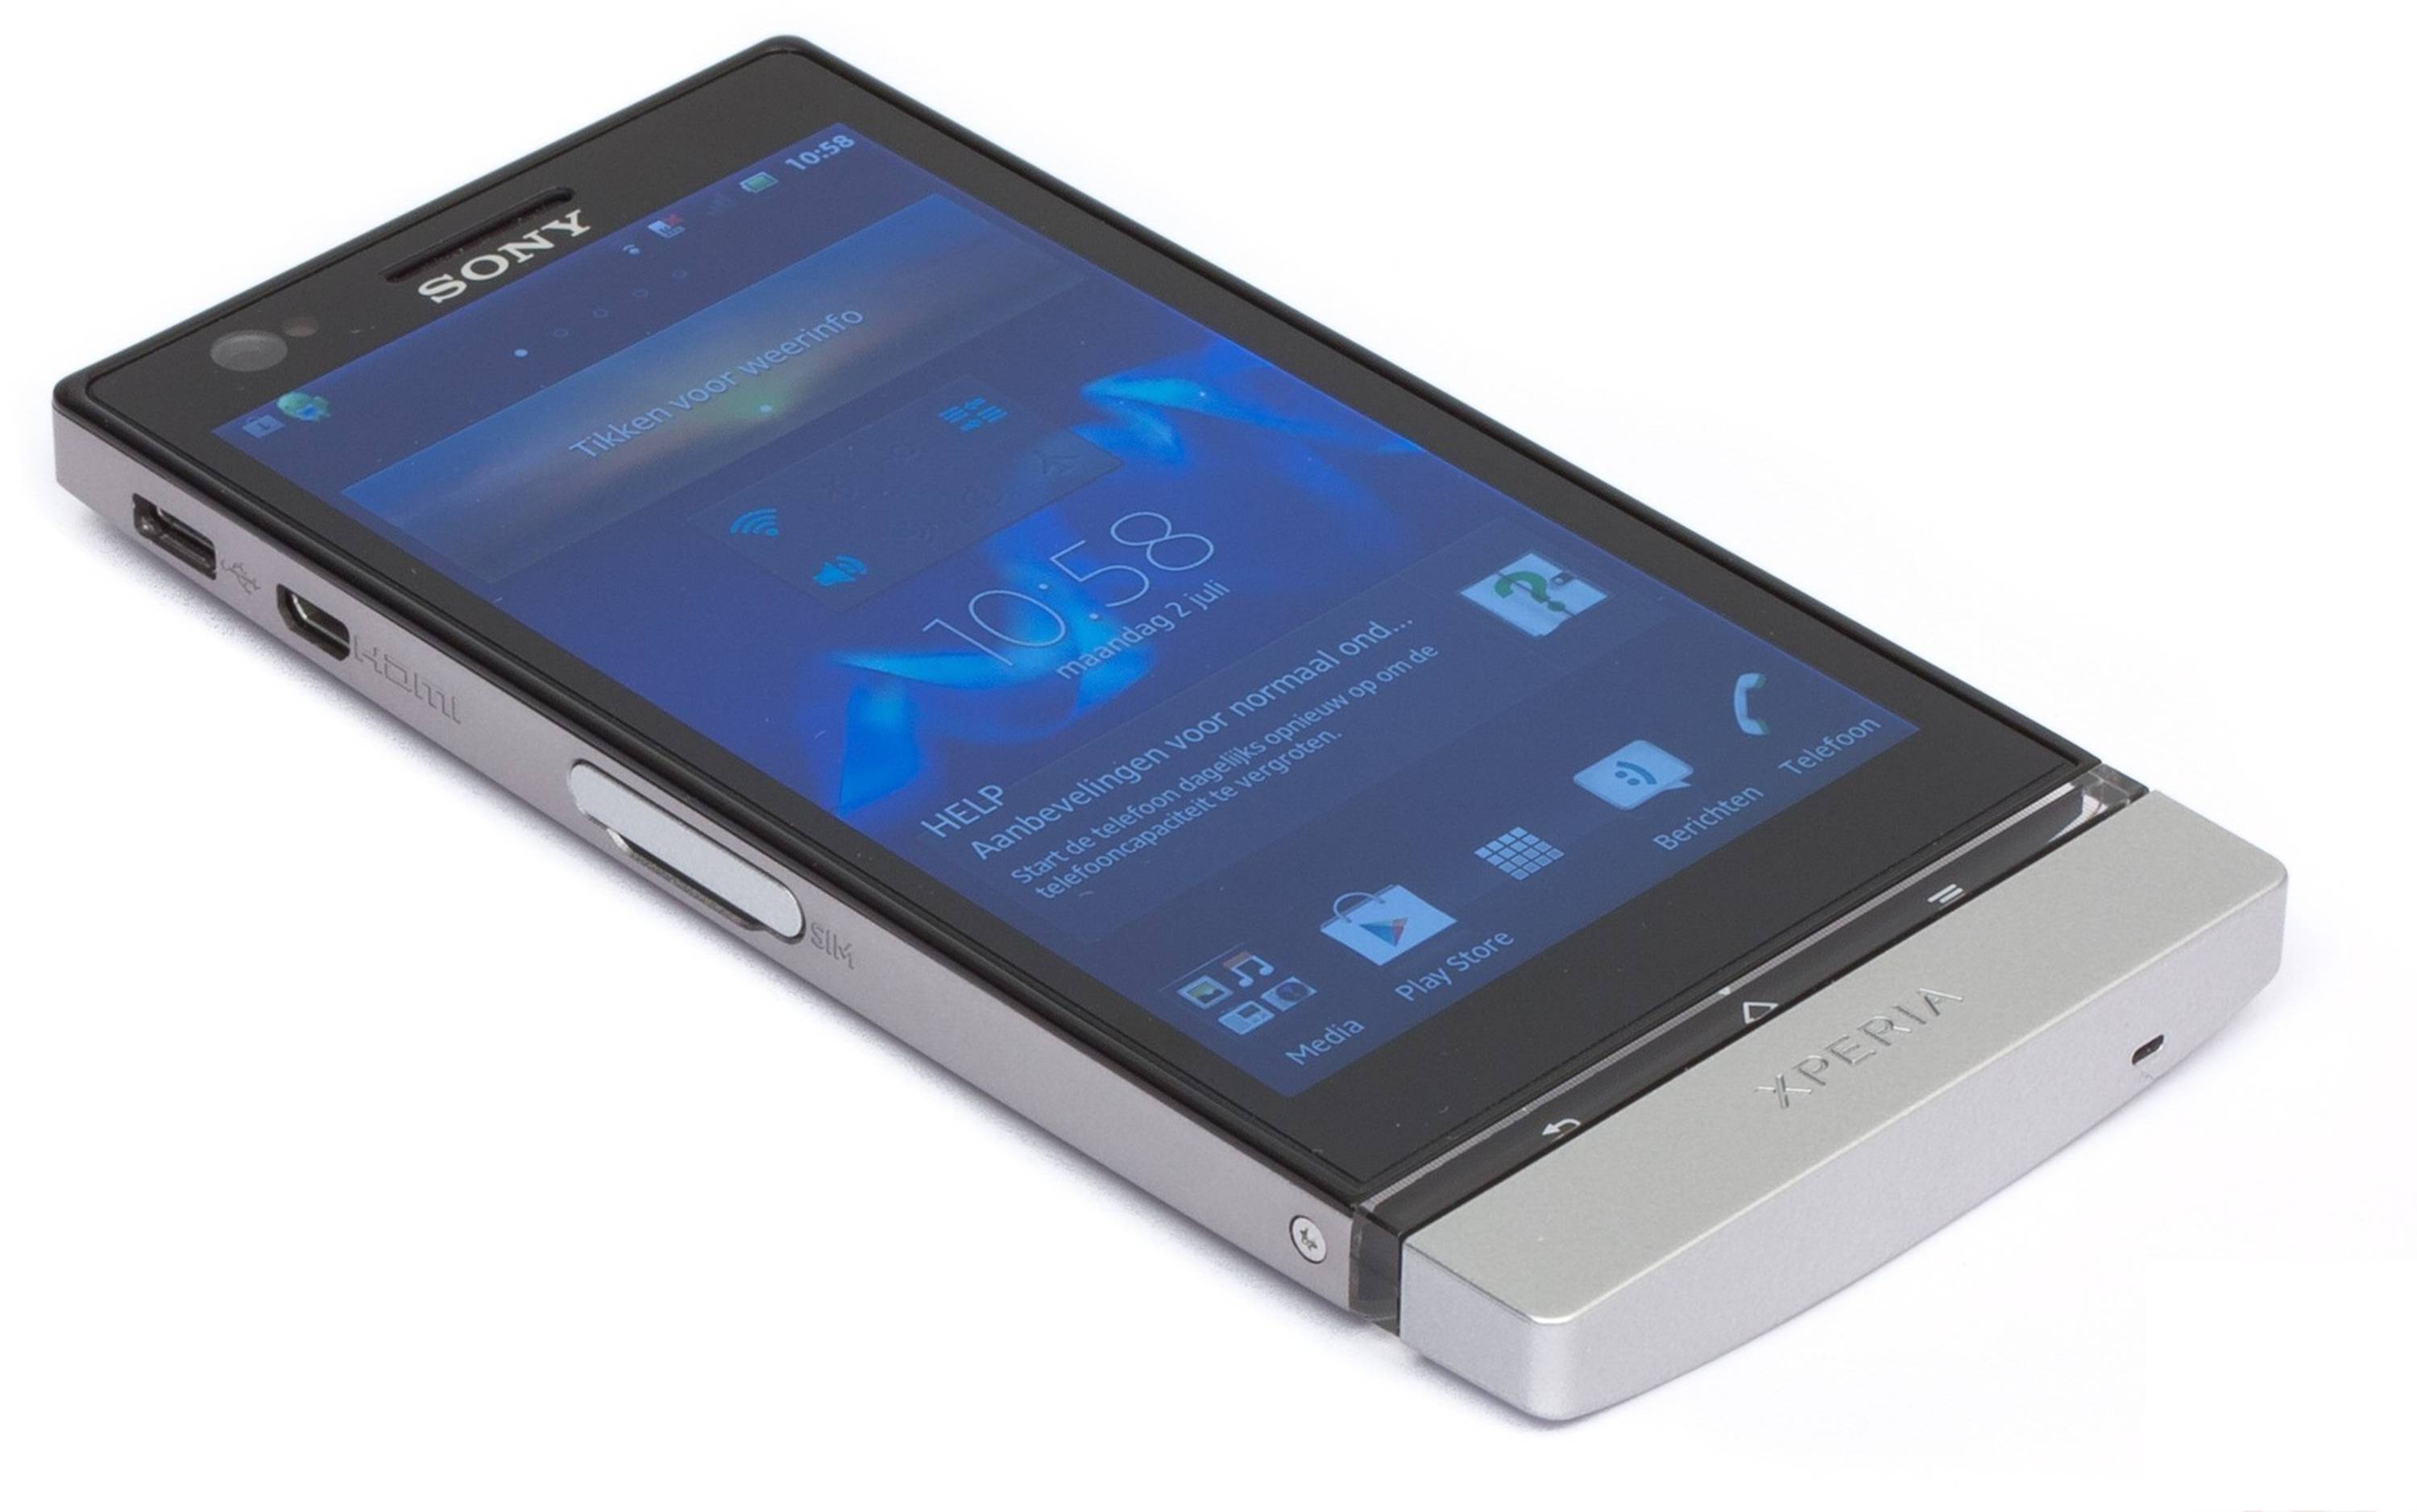 SONY
10:58
Tikken voor weerinfo
10:58
maandag 2 juli
HELP
Aanbevelingen voor normaal ond...
Start de telefoon dagelijks opnieuw op om de
telefooncapaciteit te vergroten.
Media
Play Store
Berichten
Telefoon
XPERIA
HDMI
SIM